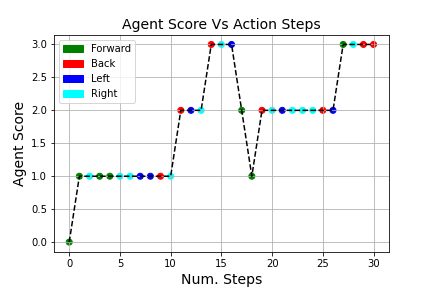 Agent Score Vs Action Steps
3.0
2.5
2.0
1.5
1.0
0.5
0.0
Agent Score
Forward
Back
Left
Right
0 5 10 15 20 25 30
Num. Steps